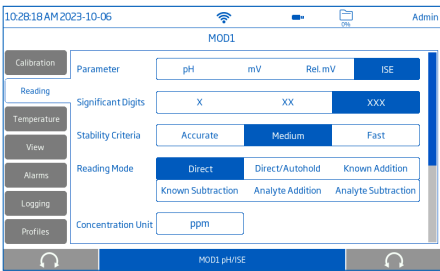 10:28:18 AM 2023-10-06 0% Admin
MOD1
Calibration
Reading
Temperature
View
Alarms
Logging
Profiles
Parameter pH mV Rel. mV ISE
Significant Digits X XX XXX
Stability Criteria Accurate Medium Fast
Reading Mode Direct Direct/Autohold Known Addition
Known Subtraction Analyte Addition Analyte Subtraction
Concentration Unit ppm
MOD1 pH/ISE